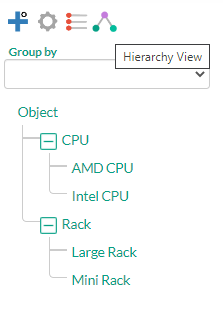 Group by
Hierarchy View
Object
CPU
AMD CPU
Intel CPU
Rack
Large Rack
Mini Rack